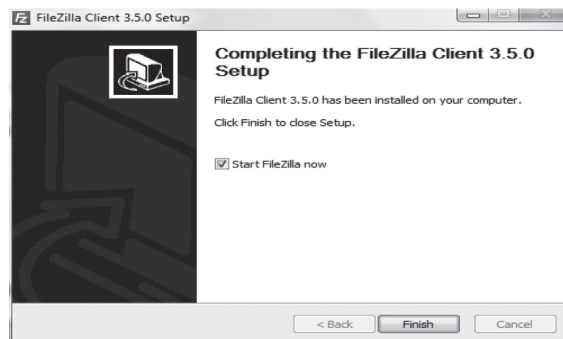 Fz FileZilla Client 3.5.0 Setup
Completing the FileZilla Client 3.5.0
Setup
FileZilla Client 3.5.0 has been installed on your computer.
Click Finish to close Setup.
Start FileZilla now
< Back Finish Cancel